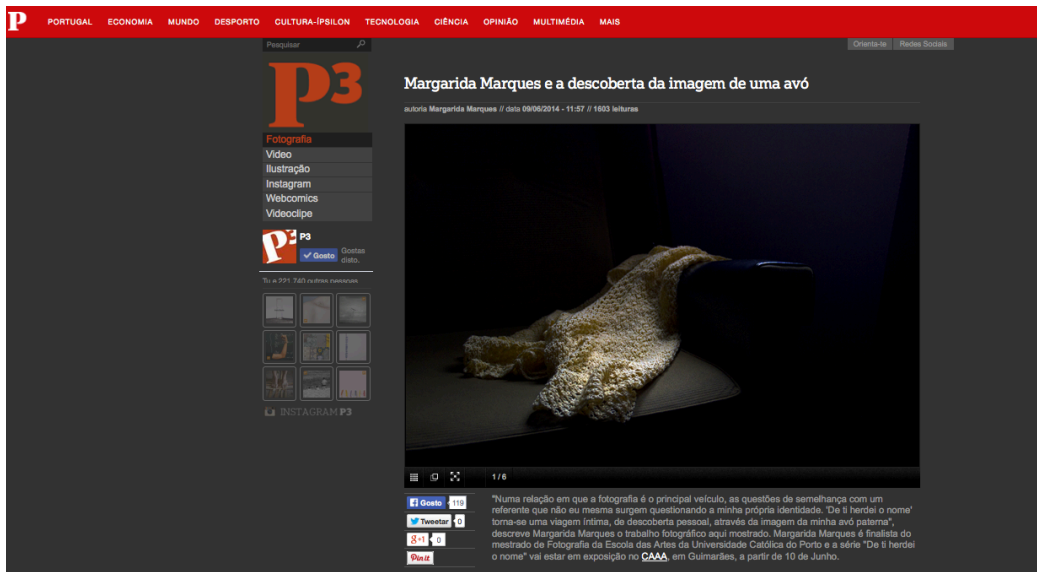 P
PORTUGAL ECONOMIA MUNDO DESPORTO CULTURA-ÍPSILON TECNOLOGIA CIÊNCIA OPINIÃO MULTIMÉDIA MAIS
Pesquisar
Orienta-te Redes Sociais
P3
Fotografia
Video
Ilustração
Instagram
Webcomics
Videoclipe
P3
P3
Gosto
Gostas disto.
Tu e 221.740 outras pessoas
INSTAGRAM P3
Margarida Marques e a descoberta da imagem de uma avó
autoria Margarida Marques // data 09/06/2014 - 11:57 // 1603 leituras
1 / 6
Gosto 119
Tweetar 0
g+1 0
Pin it
"Numa relação em que a fotografia é o principal veículo, as questões de semelhança com um
referente que não eu mesma surgem questionando a minha própria identidade. 'De ti herdei o nome'
torna-se uma viagem íntima, de descoberta pessoal, através da imagem da minha avó paterna",
descreve Margarida Marques o trabalho fotográfico aqui mostrado. Margarida Marques é finalista do
mestrado de Fotografia da Escola das Artes da Universidade Católica do Porto e a série "De ti herdei
o nome" vai estar em exposição no CAAA, em Guimarães, a partir de 10 de Junho.